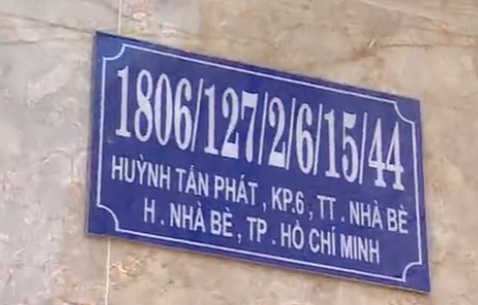 1806/127/2/6/15/44
HUỲNH TẤN PHÁT , KP.6 , TT . NHÀ BÈ
H . NHÀ BÈ , TP . HỒ CHÍ MINH